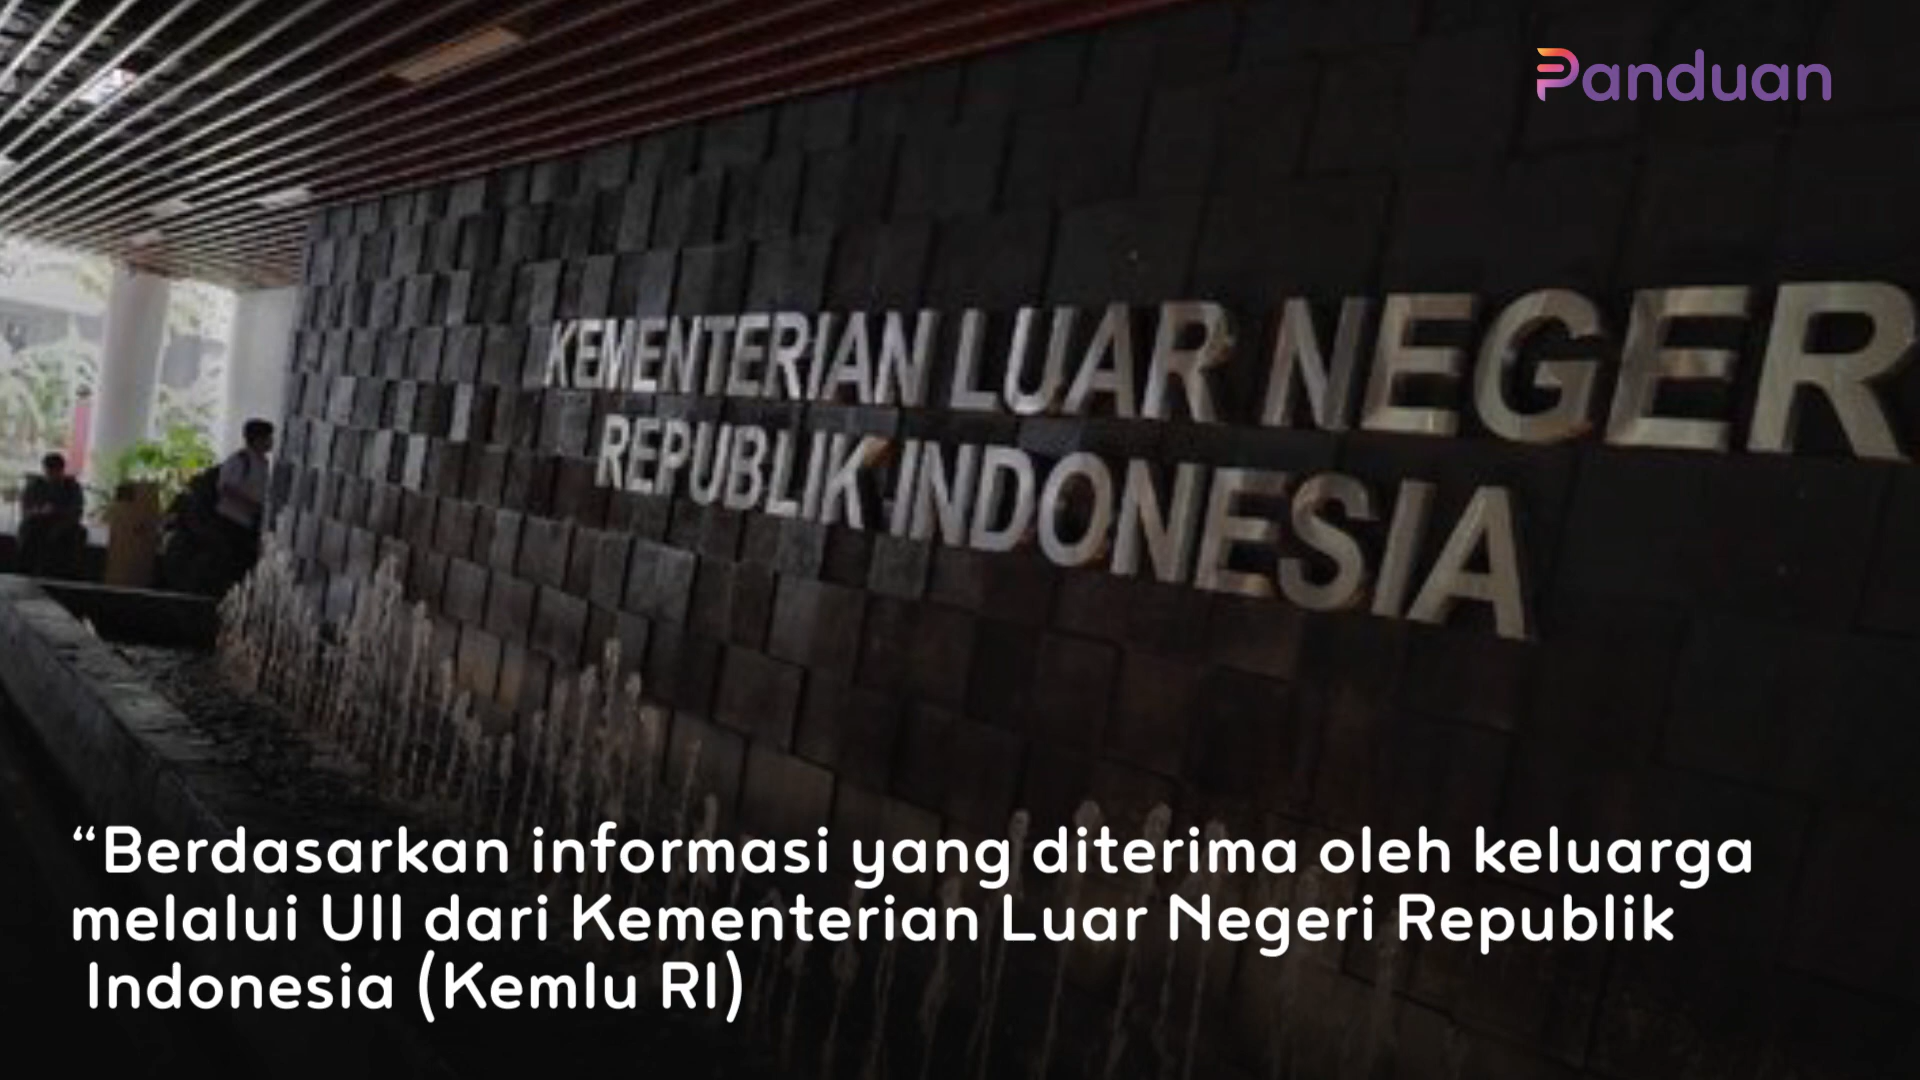 Panduan
KEMENTERIAN LUAR NEGER
REPUBLIK INDONESIA
“Berdasarkan informasi yang diterima oleh keluarga
melalui UII dari Kementerian Luar Negeri Republik
Indonesia (Kemlu RI)